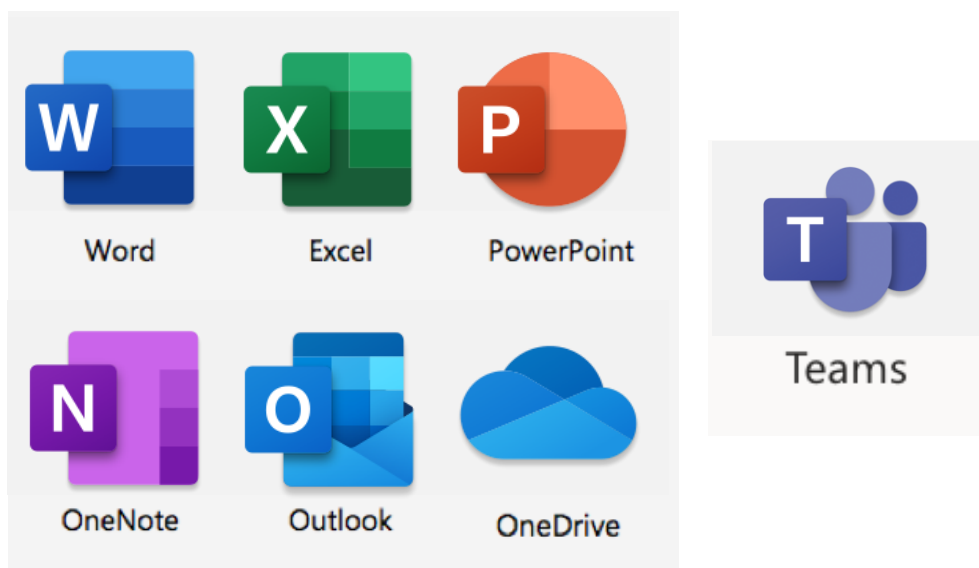 W
X
P
Word
Excel
PowerPoint
N
O
OneNote
Outlook
OneDrive
T
Teams